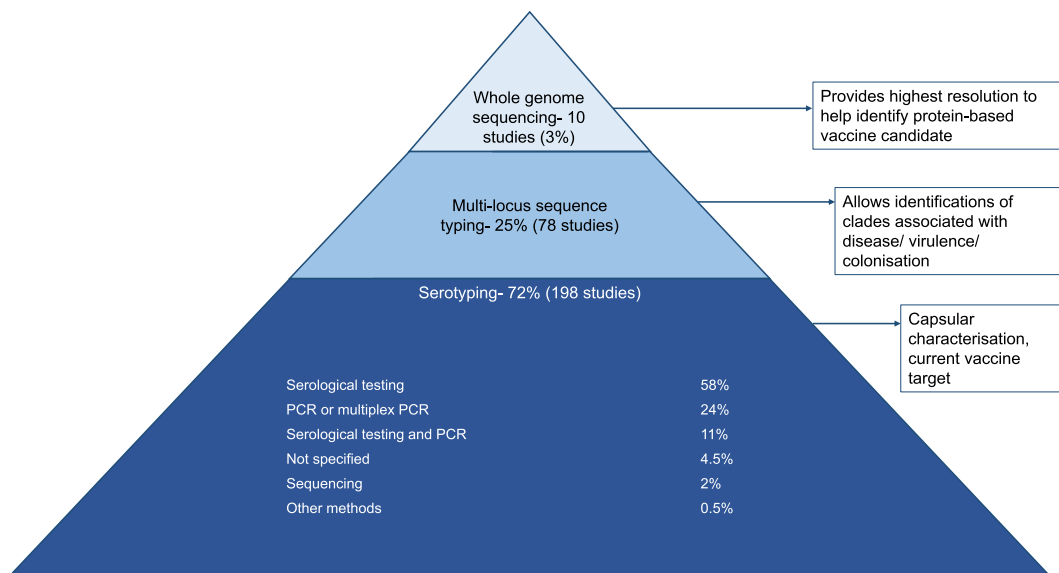 Whole genome
sequencing- 10
studies (3%)
Provides highest resolution to
help identify protein-based
vaccine candidate
Multi-locus sequence
typing- 25% (78 studies)
Allows identifications of
clades associated with
disease/ virulence/
colonisation
Serotyping- 72% (198 studies)
Capsular
characterisation,
current vaccine
target
Serological testing 58%
PCR or multiplex PCR 24%
Serological testing and PCR 11%
Not specified 4.5%
Sequencing 2%
Other methods 0.5%